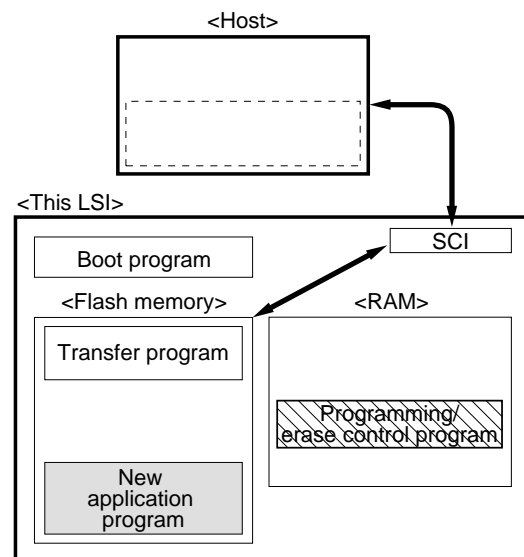 <Host>
<This LSI>
SCI
Boot program
<Flash memory>
<RAM>
Transfer program
Programming/
erase control program
New
application
program